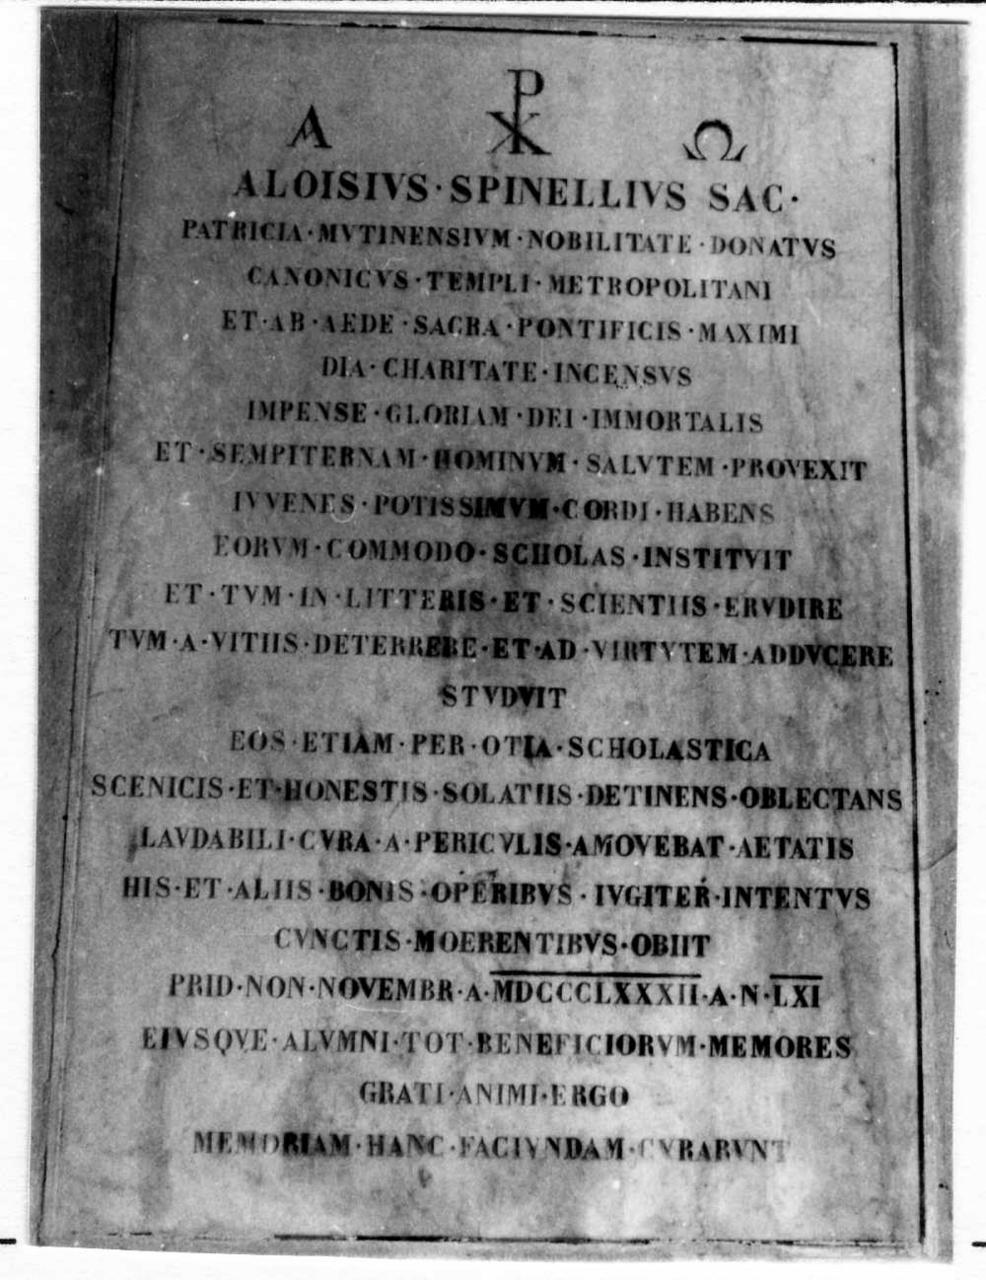 Α ☧ Ω
ALOISIVS·SPINELLIVS SAC·
PATRICIA·MVTINENSIVM·NOBILITATE·DONATVS
CANONICVS·TEMPLI·METROPOLITANI
ET·AB·AEDE·SACRA·PONTIFICIS·MAXIMI
DIA·CHARITATE·INCENSVS
IMPENSE·GLORIAM·DEI·IMMORTALIS
ET·SEMPITERNAM·HOMINVM·SALVTEM·PROVEXIT
IVVENES·POTISSIMVM·CORDI·HABENS
EORVM·COMMODO·SCHOLAS·INSTITVIT
ET·TVM·IN·LITTERIS·ET·SCIENTIIS·ERVDIRE
TVM·A·VITIIS·DETERRERE·ET·AD·VIRTVTEM·ADDVCERE
STVDVIT
EOS·ETIAM·PER·OTIA·SCHOLASTICA
SCENICIS·ET·HONESTIS·SOLATIIS·DETINENS·OBLECTANS
LAVDABILI·CVRA·A·PERICVLIS·AMOVEBAT·AETATIS
HIS·ET·ALIIS·BONIS·OPERIBVS·IVGITER·INTENTVS
CVNCTIS·MOERENTIBVS·OBIIT
PRID·NON·NOVEMBR·A·MDCCCLXXXII·A·N·LXI
EIVSQVE·ALVMNI·TOT·BENEFICIORVM·MEMORES
GRATI·ANIMI·ERGO
MEMORIAM·HANC·FACIVNDAM·CVRARVNT